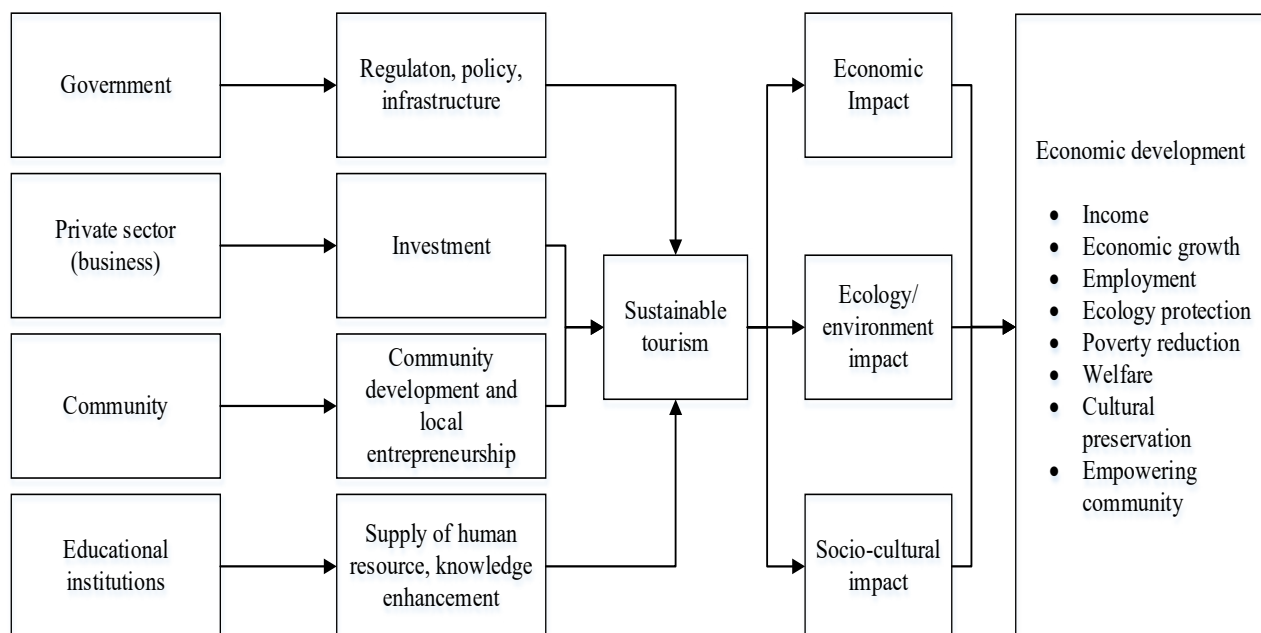 Government
Regulaton, policy,
infrastructure
Private sector
(business)
Investment
Community
Community
development and
local
entrepreneurship
Educational
institutions
Supply of human
resource, knowledge
enhancement
Sustainable
tourism
Economic
Impact
Ecology/
environment
impact
Socio-cultural
impact
Economic development
• Income
• Economic growth
• Employment
• Ecology protection
• Poverty reduction
• Welfare
• Cultural
preservation
• Empowering
community